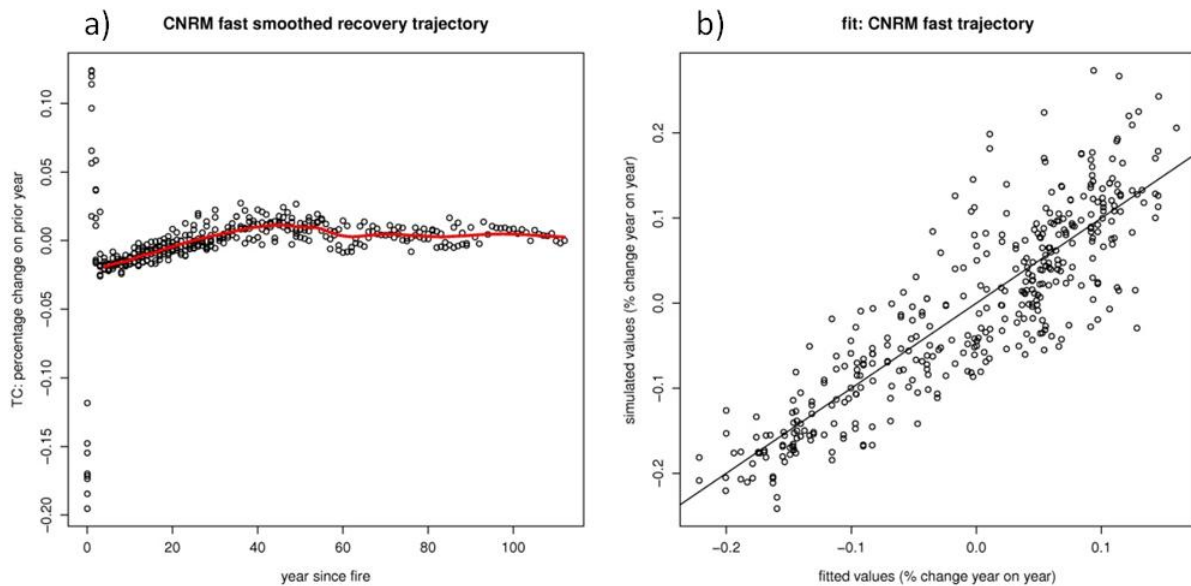 a)
CNRM fast smoothed recovery trajectory
TC: percentage change on prior year
0.10
0.05
0.00
−0.05
−0.10
−0.15
−0.20
0 20 40 60 80 100
year since fire
b)
fit: CNRM fast trajectory
simulated values (% change year on year)
0.2
0.1
0.0
−0.1
−0.2
−0.2 −0.1 0.0 0.1
fitted values (% change year on year)